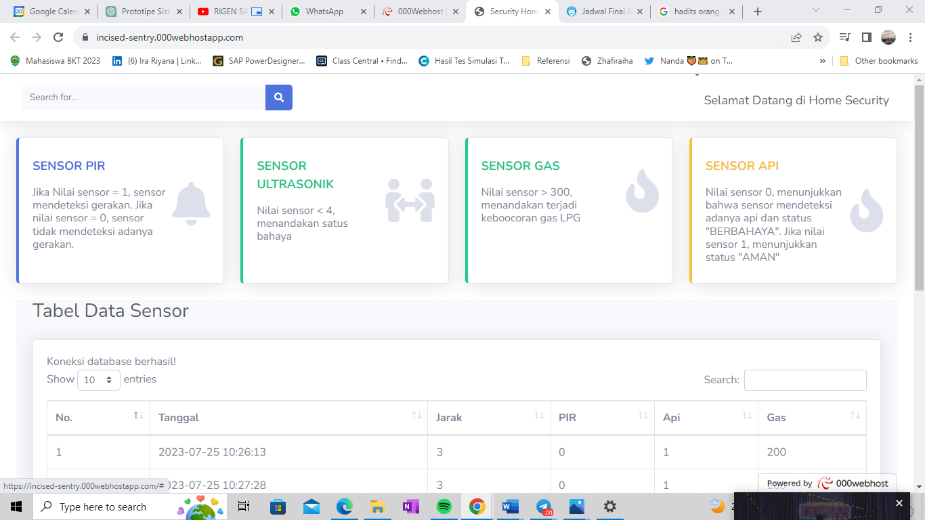 Google Calen
Prototipe Sist
RIGEN SA
WhatsApp
000Webhost
Security Hom
Jadwal Final
hadits orang
incised-sentry.000webhostapp.com
Mahasiswa BKT 2023
(6) Ira Riyana | Link...
SAP PowerDesigner...
Class Central • Find...
Hasil Tes Simulasi T...
Referensi
Zhafiraiha
Nanda 🐻 on T...
»
Other bookmarks
Search for...
Selamat Datang di Home Security
SENSOR PIR
Jika Nilai sensor = 1, sensor
mendeteksi gerakan. Jika
nilai sensor = 0, sensor
tidak mendeteksi adanya
gerakan.
SENSOR
ULTRASONIK
Nilai sensor < 4,
menandakan satus
bahaya
SENSOR GAS
Nilai sensor > 300,
menandakan terjadi
keboocoran gas LPG
SENSOR API
Nilai sensor 0, menunjukkan
bahwa sensor mendeteksi
adanya api dan status
"BERBAHAYA". Jika nilai
sensor 1, menunjukkan
status "AMAN"
Tabel Data Sensor
Koneksi database berhasil!
Show 10 entries
Search:
No. Tanggal Jarak PIR Api Gas
1 2023-07-25 10:26:13 3 0 1 200
2023-07-25 10:27:28 3 0 1
https://incised-sentry.000webhostapp.com/#
Powered by 000webhost
Type here to search